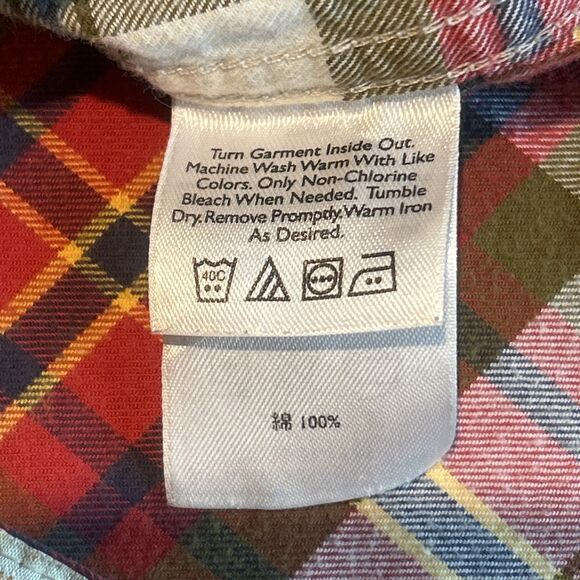 Turn Garment Inside Out.
Machine Wash Warm With Like
Colors. Only Non-Chlorine
Bleach When Needed. Tumble
Dry. Remove Promptly. Warm Iron
As Desired.
40C
綿 100%